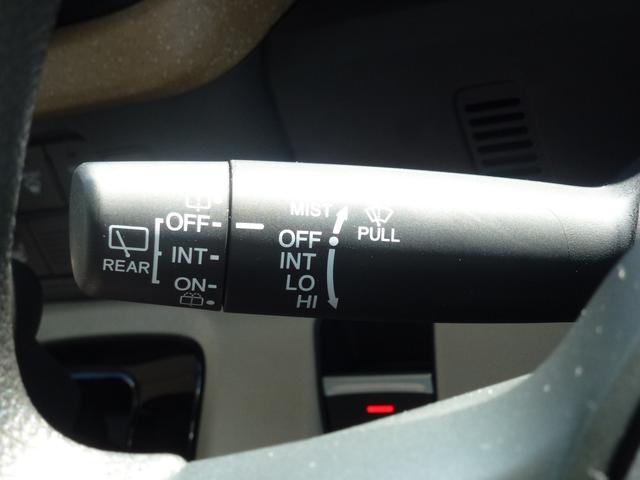 REAR
OFF-
INT-
ON-
MIST
OFF
INT
LO
HI
PULL